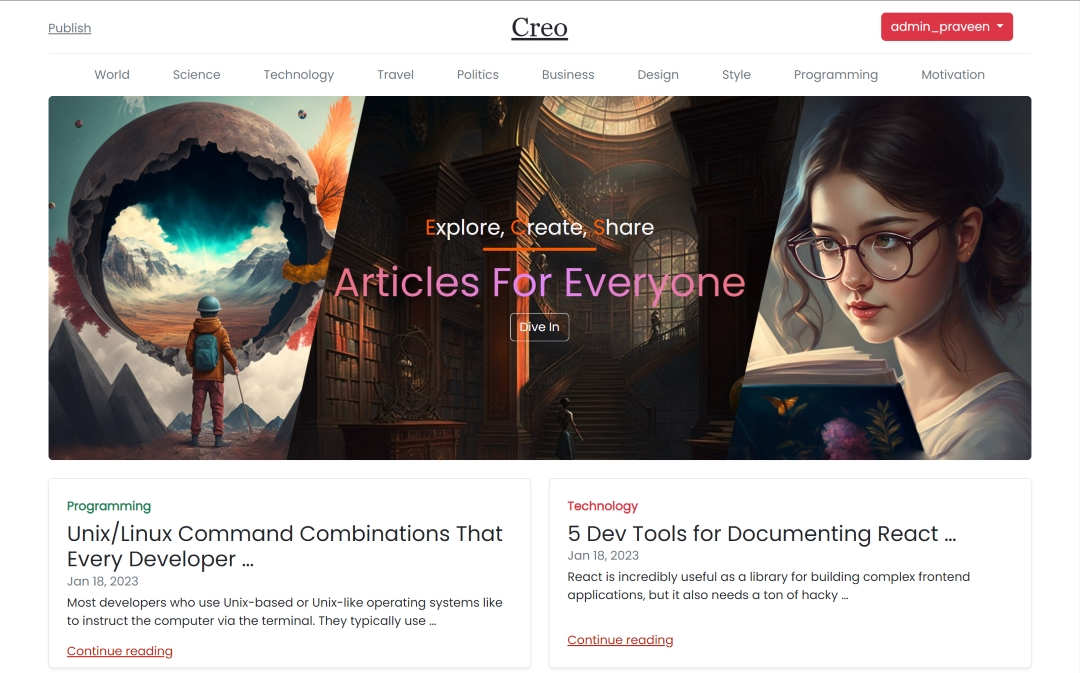 Publish
Creo
admin_praveen
World Science Technology Travel Politics Business Design Style Programming Motivation
Explore, Create, Share
Articles For Everyone
Dive In
Programming
Unix/Linux Command Combinations That
Every Developer ...
Jan 18, 2023
Most developers who use Unix-based or Unix-like operating systems like
to instruct the computer via the terminal. They typically use ...
Continue reading
Technology
5 Dev Tools for Documenting React ...
Jan 18, 2023
React is incredibly useful as a library for building complex frontend
applications, but it also needs a ton of hacky ...
Continue reading